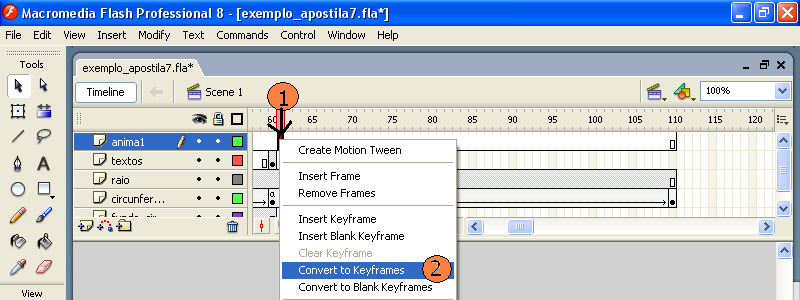 Macromedia Flash Professional 8 - [exemplo_apostila7.fla*]
File Edit View Insert Modify Text Commands Control Window Help
Tools
exemplo_apostila7.fla*
Timeline Scene 1 100%
1
60 65 70 75 80 85 90 95 100 105 110 115 120 125
anima1
textos
raio
circunfer...
Create Motion Tween
Insert Frame
Remove Frames
Insert Keyframe
Insert Blank Keyframe
Clear Keyframe
Convert to Keyframes 2
Convert to Blank Keyframes
View